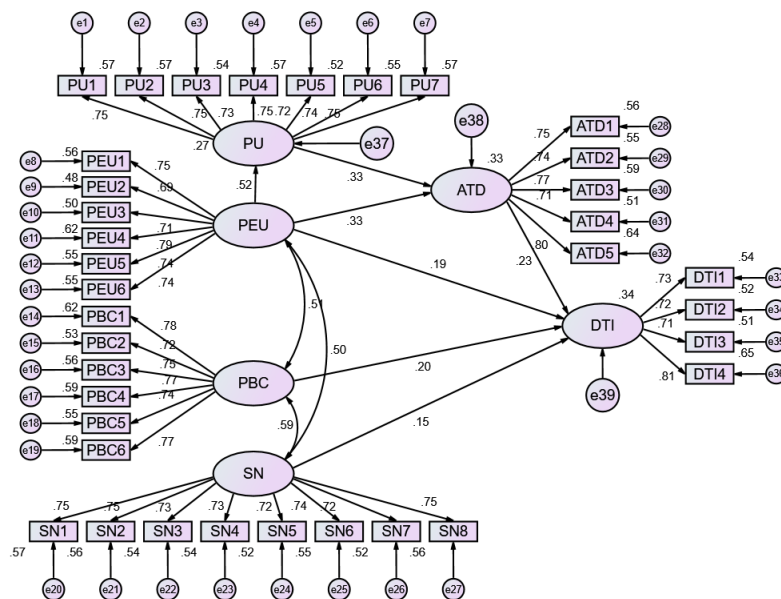 e1 e2 e3 e4 e5 e6 e7
.57 .57 .54 .57 .52 .55 .57
PU1 PU2 PU3 PU4 PU5 PU6 PU7
.75 .75 .73 .75 .72 .74 .75
.27 PU e37
e38
.33 ATD
.33
.52
.56 ATD1 e28
.75
.55 ATD2 e29
.74
.59 ATD3 e30
.77
.51 ATD4 e31
.71
.64 ATD5 e32
.80
e8 .56 PEU1 .75
e9 .48 PEU2 .69
e10 .50 PEU3
e11 .62 PEU4 .71
e12 .55 PEU5 .79
.74
e13 .55 PEU6 .74
PEU
.33
.19
.23
.51
.50
.34 DTI
e39
.54 DTI1
.73
.52 DTI2
.72
.51 DTI3
.71
.65 DTI4
.81
e14 .62 PBC1 .78
e15 .53 PBC2 .72
e16 .56 PBC3 .75
e17 .59 PBC4 .77
e18 .55 PBC5 .74
e19 .59 PBC6 .77
PBC
.20
.59
.15
SN
.75 .75 .73 .73 .72 .74 .72 .75
SN1 SN2 SN3 SN4 SN5 SN6 SN7 SN8
.57 .56 .54 .54 .52 .55 .52 .56
e20 e21 e22 e23 e24 e25 e26 e27